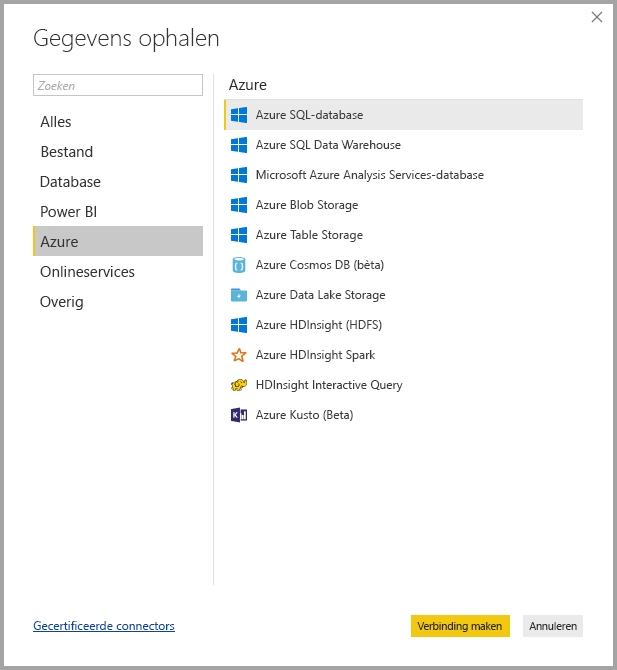 Gegevens ophalen
Zoeken
Alles
Bestand
Database
Power BI
Azure
Onlineservices
Overig
Azure
Azure SQL-database
Azure SQL Data Warehouse
Microsoft Azure Analysis Services-database
Azure Blob Storage
Azure Table Storage
Azure Cosmos DB (bèta)
Azure Data Lake Storage
Azure HDInsight (HDFS)
Azure HDInsight Spark
HDInsight Interactive Query
Azure Kusto (Beta)
Gecertificeerde connectors
Verbinding maken
Annuleren